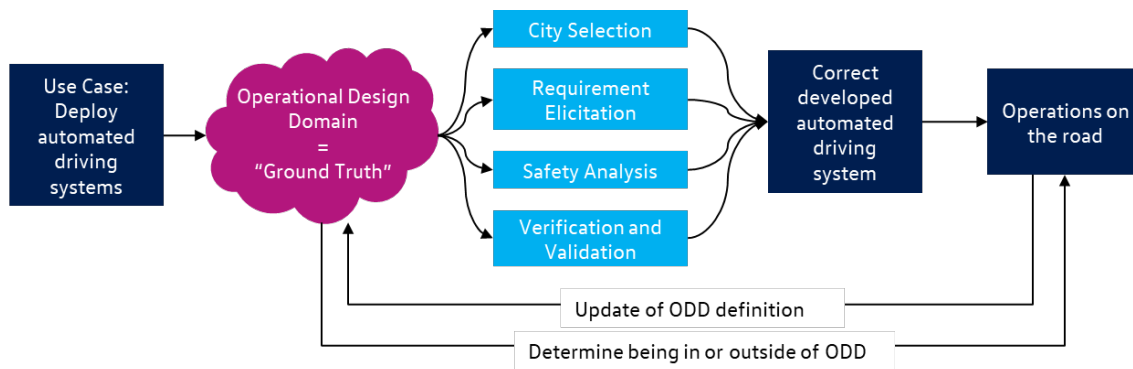 Use Case:
Deploy
automated
driving
systems
Operational Design
Domain
=
“Ground Truth”
City Selection
Requirement
Elicitation
Safety Analysis
Verification and
Validation
Correct
developed
automated
driving
system
Operations on
the road
Update of ODD definition
Determine being in or outside of ODD